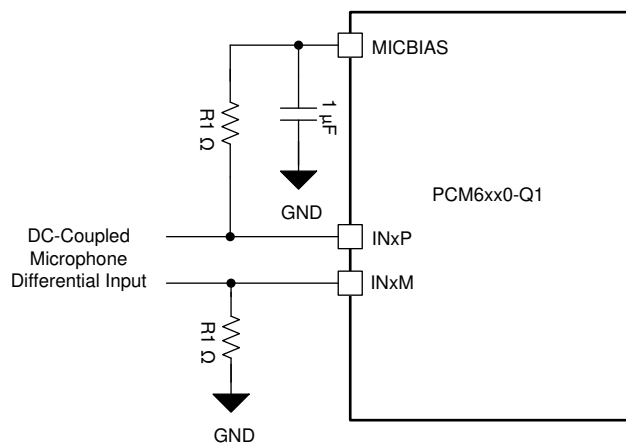 MICBIAS
R1 Ω
1
µF
GND
PCM6xx0-Q1
DC-Coupled
Microphone
Differential Input
INxP
INxM
R1 Ω
GND